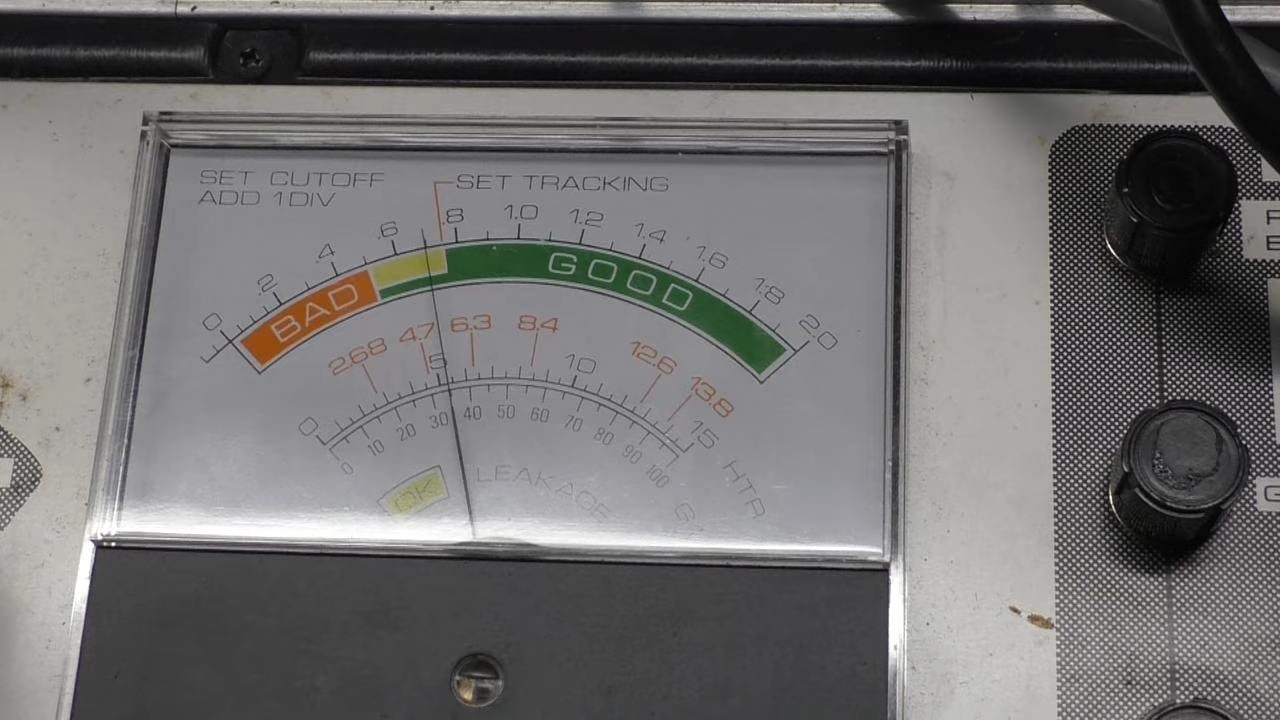 SET CUTOFF
ADD 1DIV
SET TRACKING
0 .2 .4 .6 .8 1.0 1.2 1.4 1.6 1.8 2.0
BAD GOOD
2.68 4.7 6.3 8.4 12.6 13.8
0 5 10 15 HTR
0 10 20 30 40 50 60 70 80 90 100
OK LEAKAGE